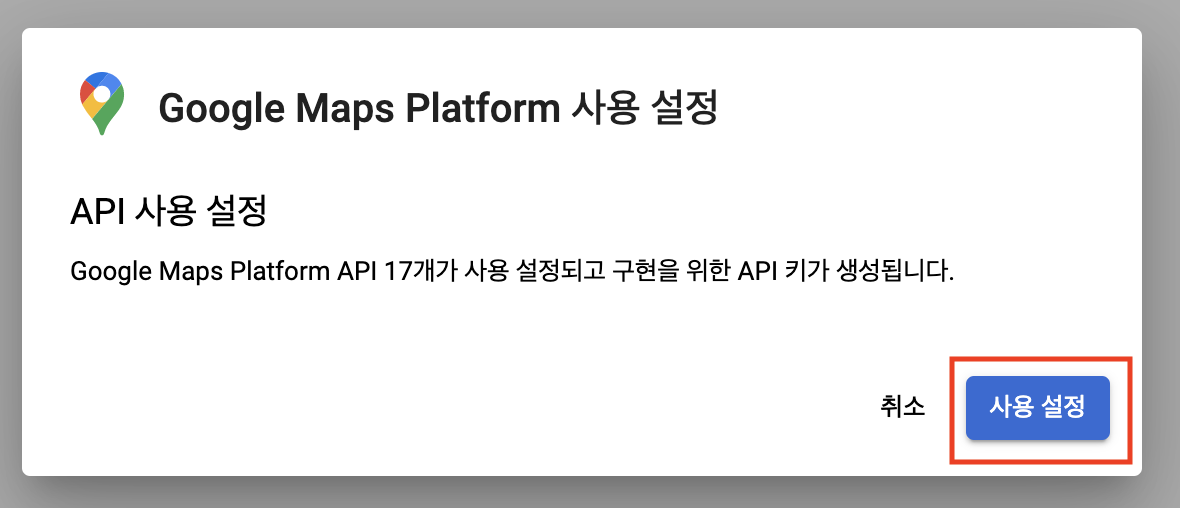 Google Maps Platform 사용 설정
API 사용 설정
Google Maps Platform API 17개가 사용 설정되고 구현을 위한 API 키가 생성됩니다.
취소
사용 설정